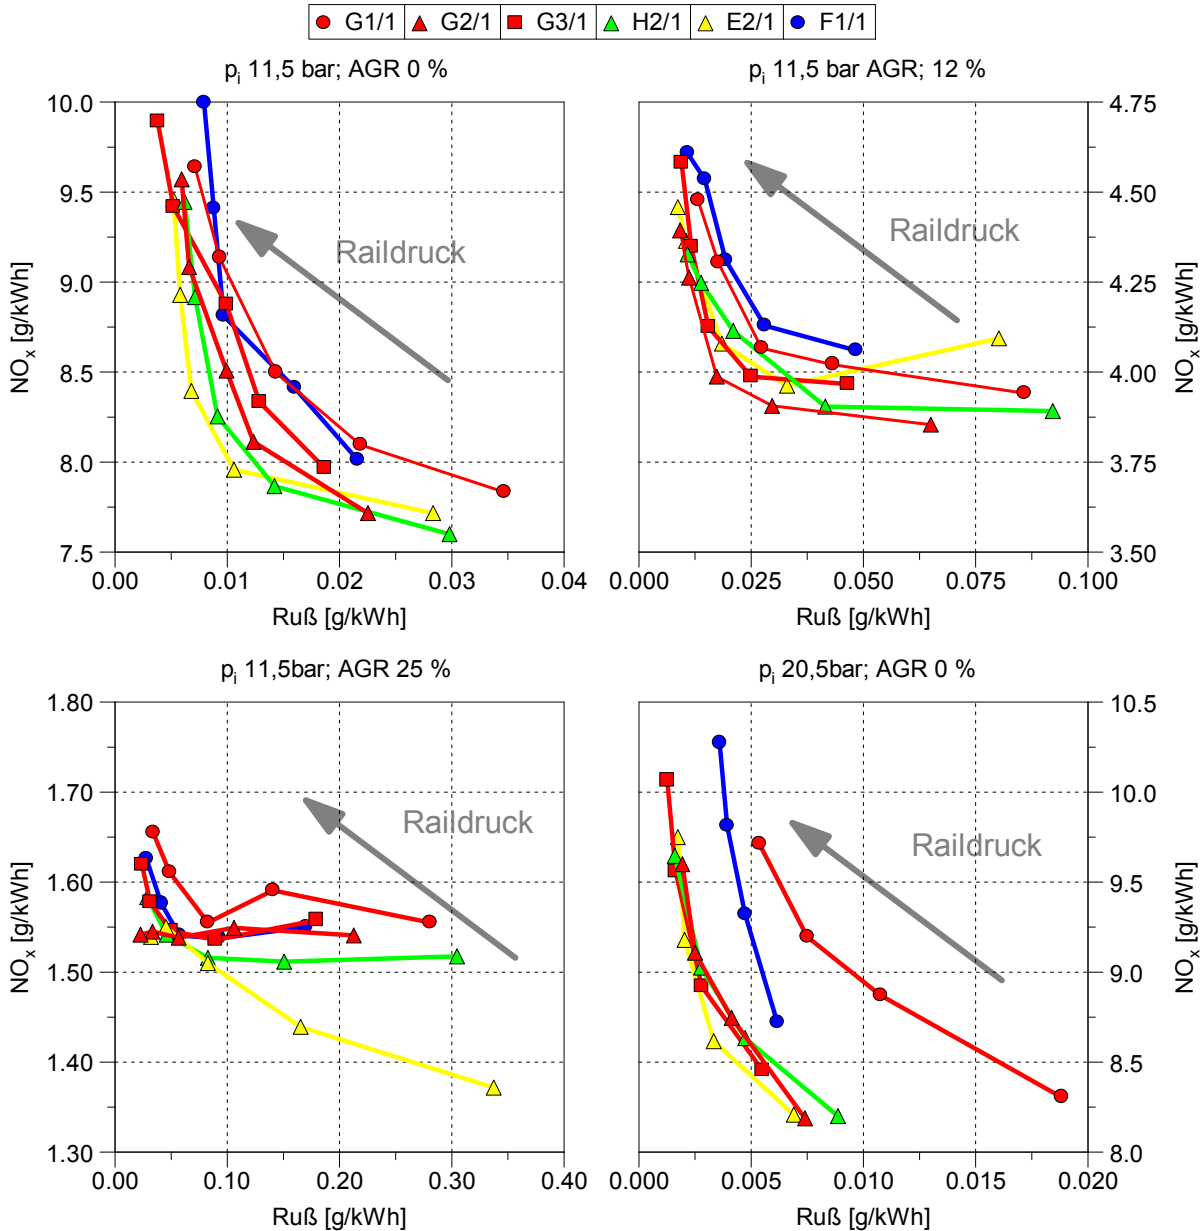 G1/1 G2/1 G3/1 H2/1 E2/1 F1/1
pi 11,5 bar; AGR 0 %
pi 11,5 bar AGR; 12 %
10.0
9.5
9.0
8.5
8.0
7.5
NOx [g/kWh]
Raildruck
0.00 0.01 0.02 0.03 0.04
Ruß [g/kWh]
4.75
4.50
4.25
4.00
3.75
3.50
NOx [g/kWh]
Raildruck
0.000 0.025 0.050 0.075 0.100
Ruß [g/kWh]
pi 11,5bar; AGR 25 %
pi 20,5bar; AGR 0 %
1.80
1.70
1.60
1.50
1.40
1.30
NOx [g/kWh]
Raildruck
0.00 0.10 0.20 0.30 0.40
Ruß [g/kWh]
10.5
10.0
9.5
9.0
8.5
8.0
NOx [g/kWh]
Raildruck
0.000 0.005 0.010 0.015 0.020
Ruß [g/kWh]